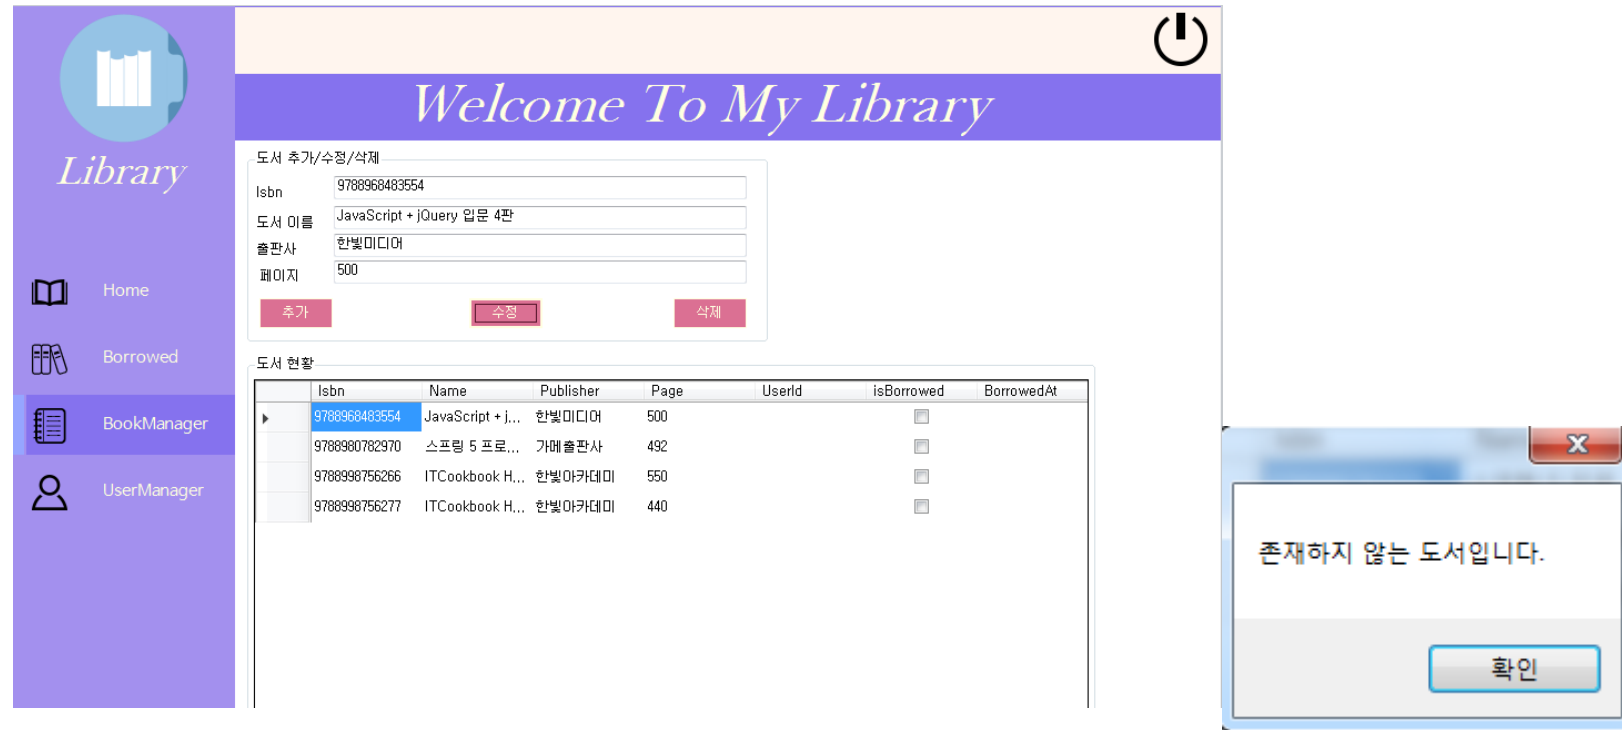 Welcome To My Library
Library
Home
Borrowed
BookManager
UserManager
도서 추가/수정/삭제
Isbn 9788968483554
도서 이름 JavaScript + jQuery 입문 4판
출판사 한빛미디어
페이지 500
추가 수정 삭제
도서 현황
Isbn Name Publisher Page UserId isBorrowed BorrowedAt
9788968483554 JavaScript + j... 한빛미디어 500
9788980782970 스프링 5 프로... 가메출판사 492
9788998756266 ITCookbook H... 한빛아카데미 550
9788998756277 ITCookbook H... 한빛아카데미 440
존재하지 않는 도서입니다.
확인